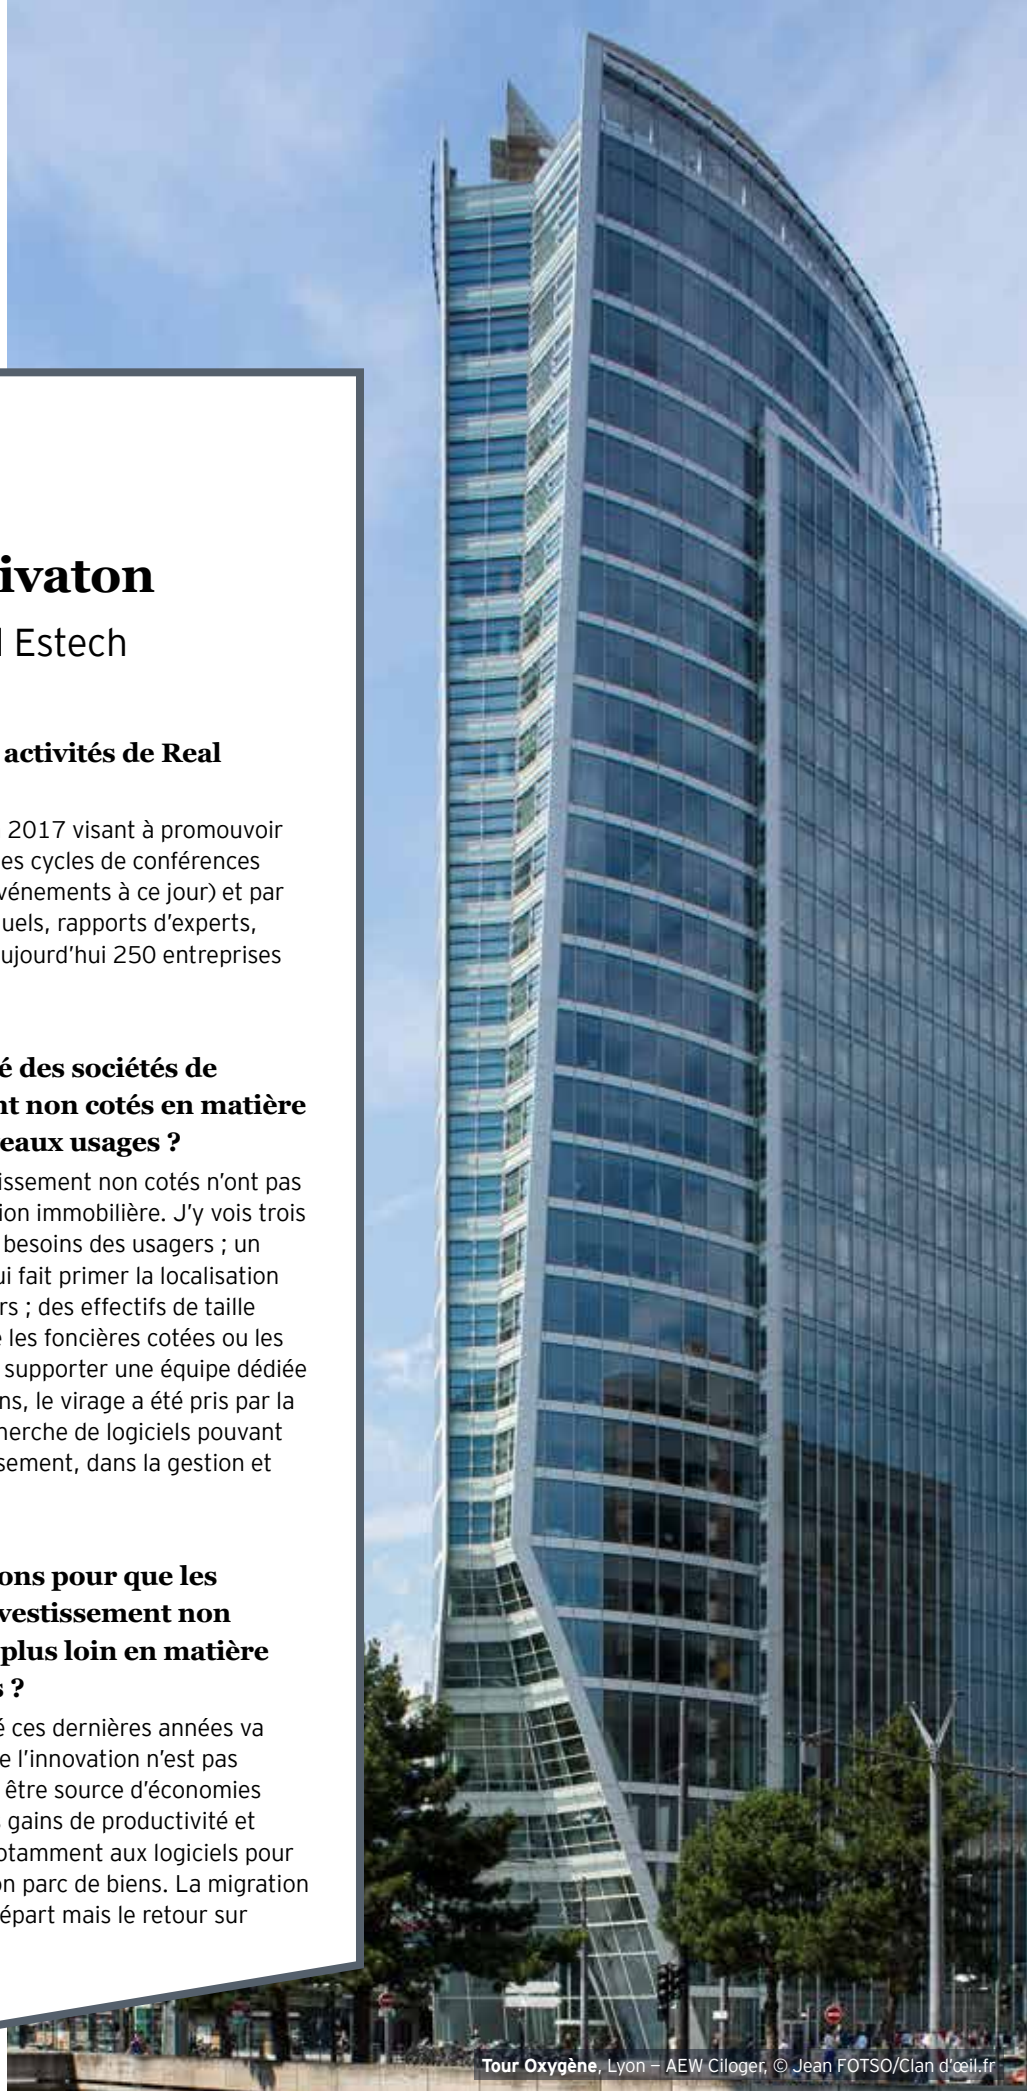 ivaton
Estech
activités de Real
2017 visant à promouvoir
es cycles de conférences
vénements à ce jour) et par
uels, rapports d’experts,
ujourd’hui 250 entreprises
é des sociétés de
nt non cotés en matière
eaux usages ?
issement non cotés n’ont pas
ion immobilière. J’y vois trois
besoins des usagers ; un
ui fait primer la localisation
rs ; des effectifs de taille
e les foncières cotées ou les
supporter une équipe dédiée
ns, le virage a été pris par la
herche de logiciels pouvant
sement, dans la gestion et
ons pour que les
vestissement non
plus loin en matière
s ?
é ces dernières années va
e l’innovation n’est pas
être source d’économies
s gains de productivité et
otamment aux logiciels pour
on parc de biens. La migration
épart mais le retour sur
Tour Oxygène, Lyon – AEW Ciloger, © Jean FOTSO/Clan d’œil.fr